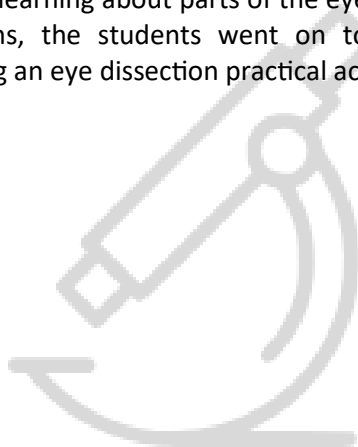 learning about parts of the eye
ns, the students went on to
g an eye dissection practical ac